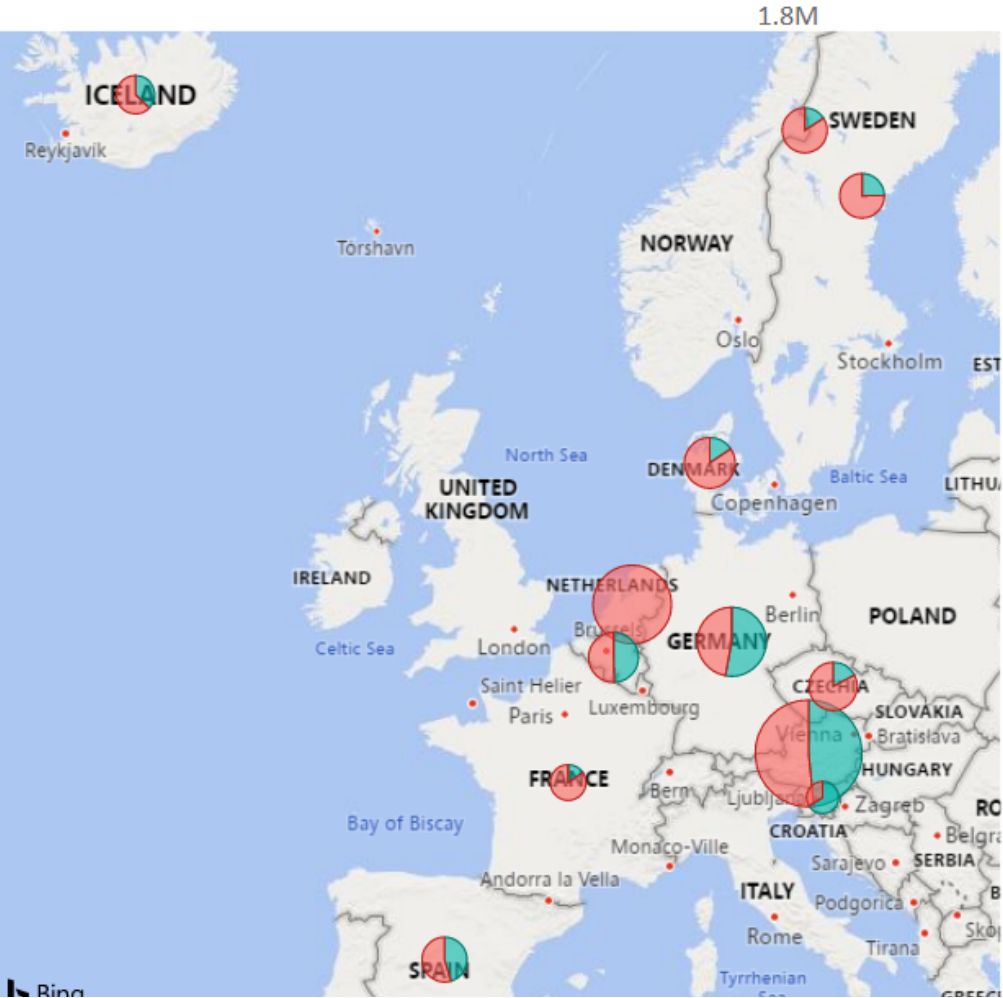 1.8M
ICELAND
Reykjavík
SWEDEN
Tórshavn
NORWAY
Oslo
Stockholm
EST
North Sea
DENMARK
Baltic Sea
LITHU
Copenhagen
UNITED
KINGDOM
IRELAND
NETHERLANDS
Berlin
POLAND
Brussels
GERMANY
London
Celtic Sea
Saint Helier
CZECHIA
Luxembourg
Paris
SLOVAKIA
Vienna
Bratislava
HUNGARY
FRANCE
Bern
Ljubljana
Zagreb
RO
Bay of Biscay
CROATIA
Belgra
Monaco-Ville
Sarajevo
SERBIA
Andorra la Vella
ITALY
Podgorica
B
Rome
Skop
Tirana
SPAIN
Tyrrhenian
Sea
Bing
GREEC